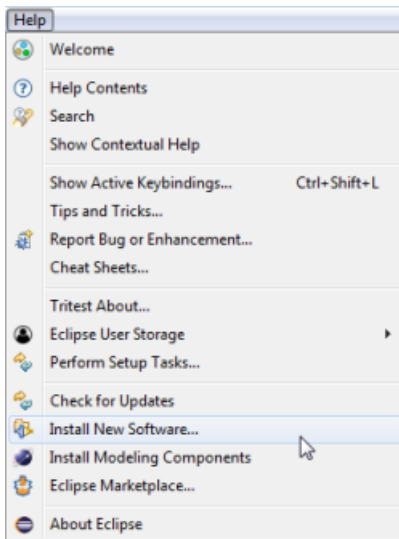 Help
Welcome
Help Contents
Search
Show Contextual Help
Show Active Keybindings... Ctrl+Shift+L
Tips and Tricks...
Report Bug or Enhancement...
Cheat Sheets...
Tritest About...
Eclipse User Storage
Perform Setup Tasks...
Check for Updates
Install New Software...
Install Modeling Components
Eclipse Marketplace...
About Eclipse